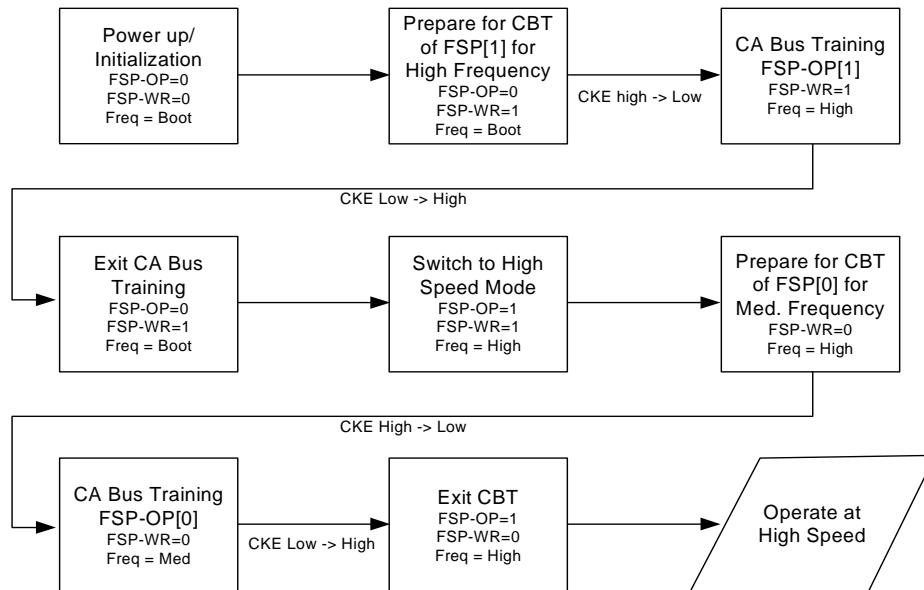 Power up/
Initialization
FSP-OP=0
FSP-WR=0
Freq = Boot
Prepare for CBT
of FSP[1] for
High Frequency
FSP-OP=0
FSP-WR=1
Freq = Boot
CKE high -> Low
CA Bus Training
FSP-OP[1]
FSP-WR=1
Freq = High
CKE Low -> High
Exit CA Bus
Training
FSP-OP=0
FSP-WR=1
Freq = Boot
Switch to High
Speed Mode
FSP-OP=1
FSP-WR=1
Freq = High
Prepare for CBT
of FSP[0] for
Med. Frequency
FSP-WR=0
Freq = High
CKE High -> Low
CA Bus Training
FSP-OP[0]
FSP-WR=0
Freq = Med
CKE Low -> High
Exit CBT
FSP-OP=1
FSP-WR=0
Freq = High
Operate at
High Speed